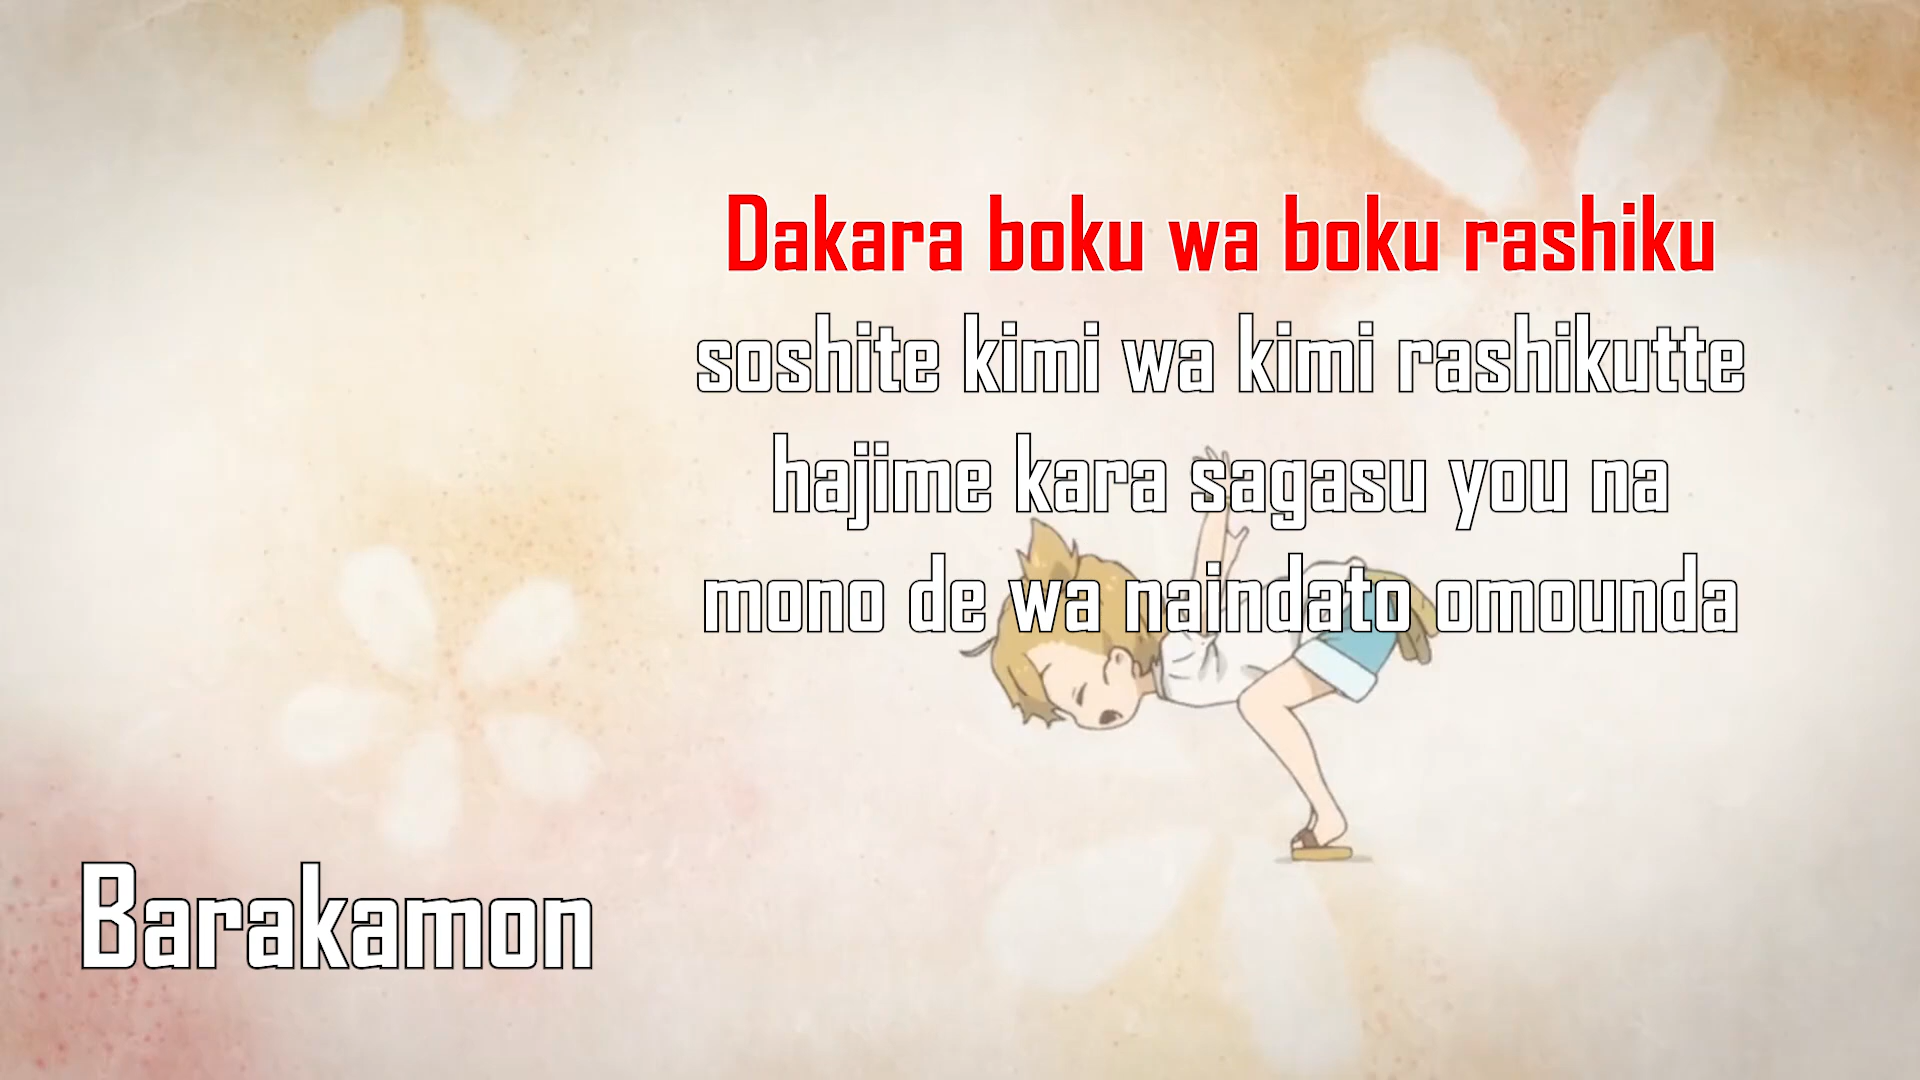 Dakara boku wa boku rashiku
soshite kimi wa kimi rashikutte
hajime kara sagasu you na
mono de wa naindato omounda
Barakamon